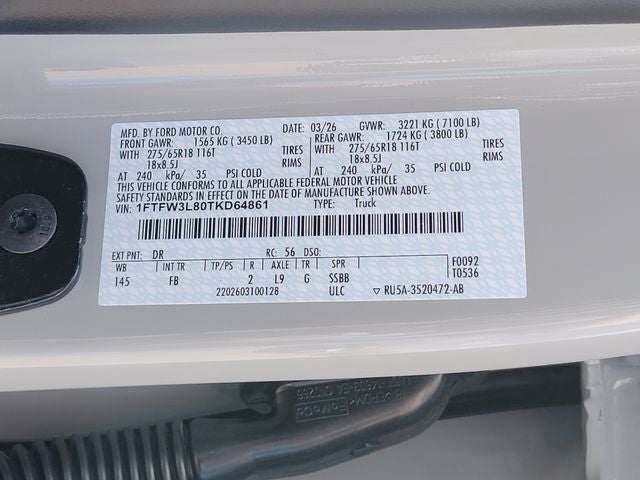 MFD. BY FORD MOTOR CO. DATE: 03/26 GVWR: 3221 KG ( 7100 LB)
FRONT GAWR: 1565 KG ( 3450 LB) REAR GAWR: 1724 KG ( 3800 LB)
WITH 275/65R18 116T TIRES WITH 275/65R18 116T TIRES
18x8.5J RIMS 18x8.5J RIMS
AT 240 kPa/ 35 PSI COLD AT 240 kPa/ 35 PSI COLD
THIS VEHICLE CONFORMS TO ALL APPLICABLE FEDERAL MOTOR VEHICLE
SAFETY STANDARDS IN EFFECT ON THE DATE OF MANUFACTURE SHOWN ABOVE.
VIN: 1FTFW3L80TKD64861 TYPE: Truck
EXT PNT: DR RC: 56 DSO: F0092
WB INT TR TP/PS R AXLE TR SPR T0536
145 FB 2 L9 G SSBB
2202603100128 ULC ▽ RU5A-3520472-AB